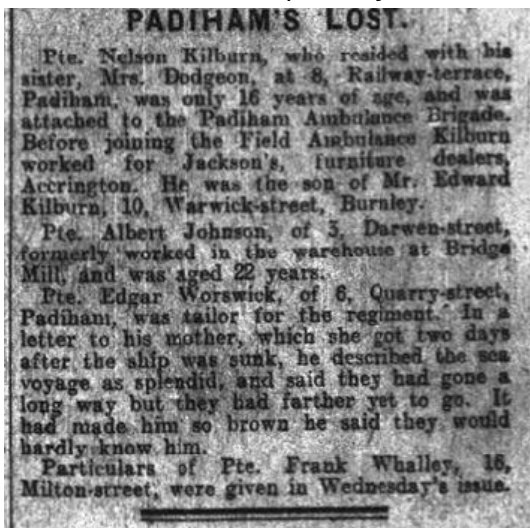 PADIHAM'S LOST.
Pte. Nelson Kilburn, who resided with his
sister, Mrs. Dodgeon, at 8, Railway-terrace,
Padiham, was only 16 years of age, and was
attached to the Padiham Ambulance Brigade.
Before joining the Field Ambulance Kilburn
worked for Jackson's, furniture dealers,
Accrington. He was the son of Mr. Edward
Kilburn, 10, Warwick-street, Burnley.
Pte. Albert Johnson, of 3, Darwen-street,
formerly worked in the warehouse at Bridge
Mill, and was aged 22 years.
Pte. Edgar Worswick, of 6, Quarry-street,
Padiham, was tailor for the regiment. In a
letter to his mother, which she got two days
after the ship was sunk, he described the sea
voyage as splendid, and said they had gone a
long way but they had farther yet to go. It
had made him so brown he said they would
hardly know him.
Particulars of Pte. Frank Whalley, 16,
Milton-street, were given in Wednesday's issue.